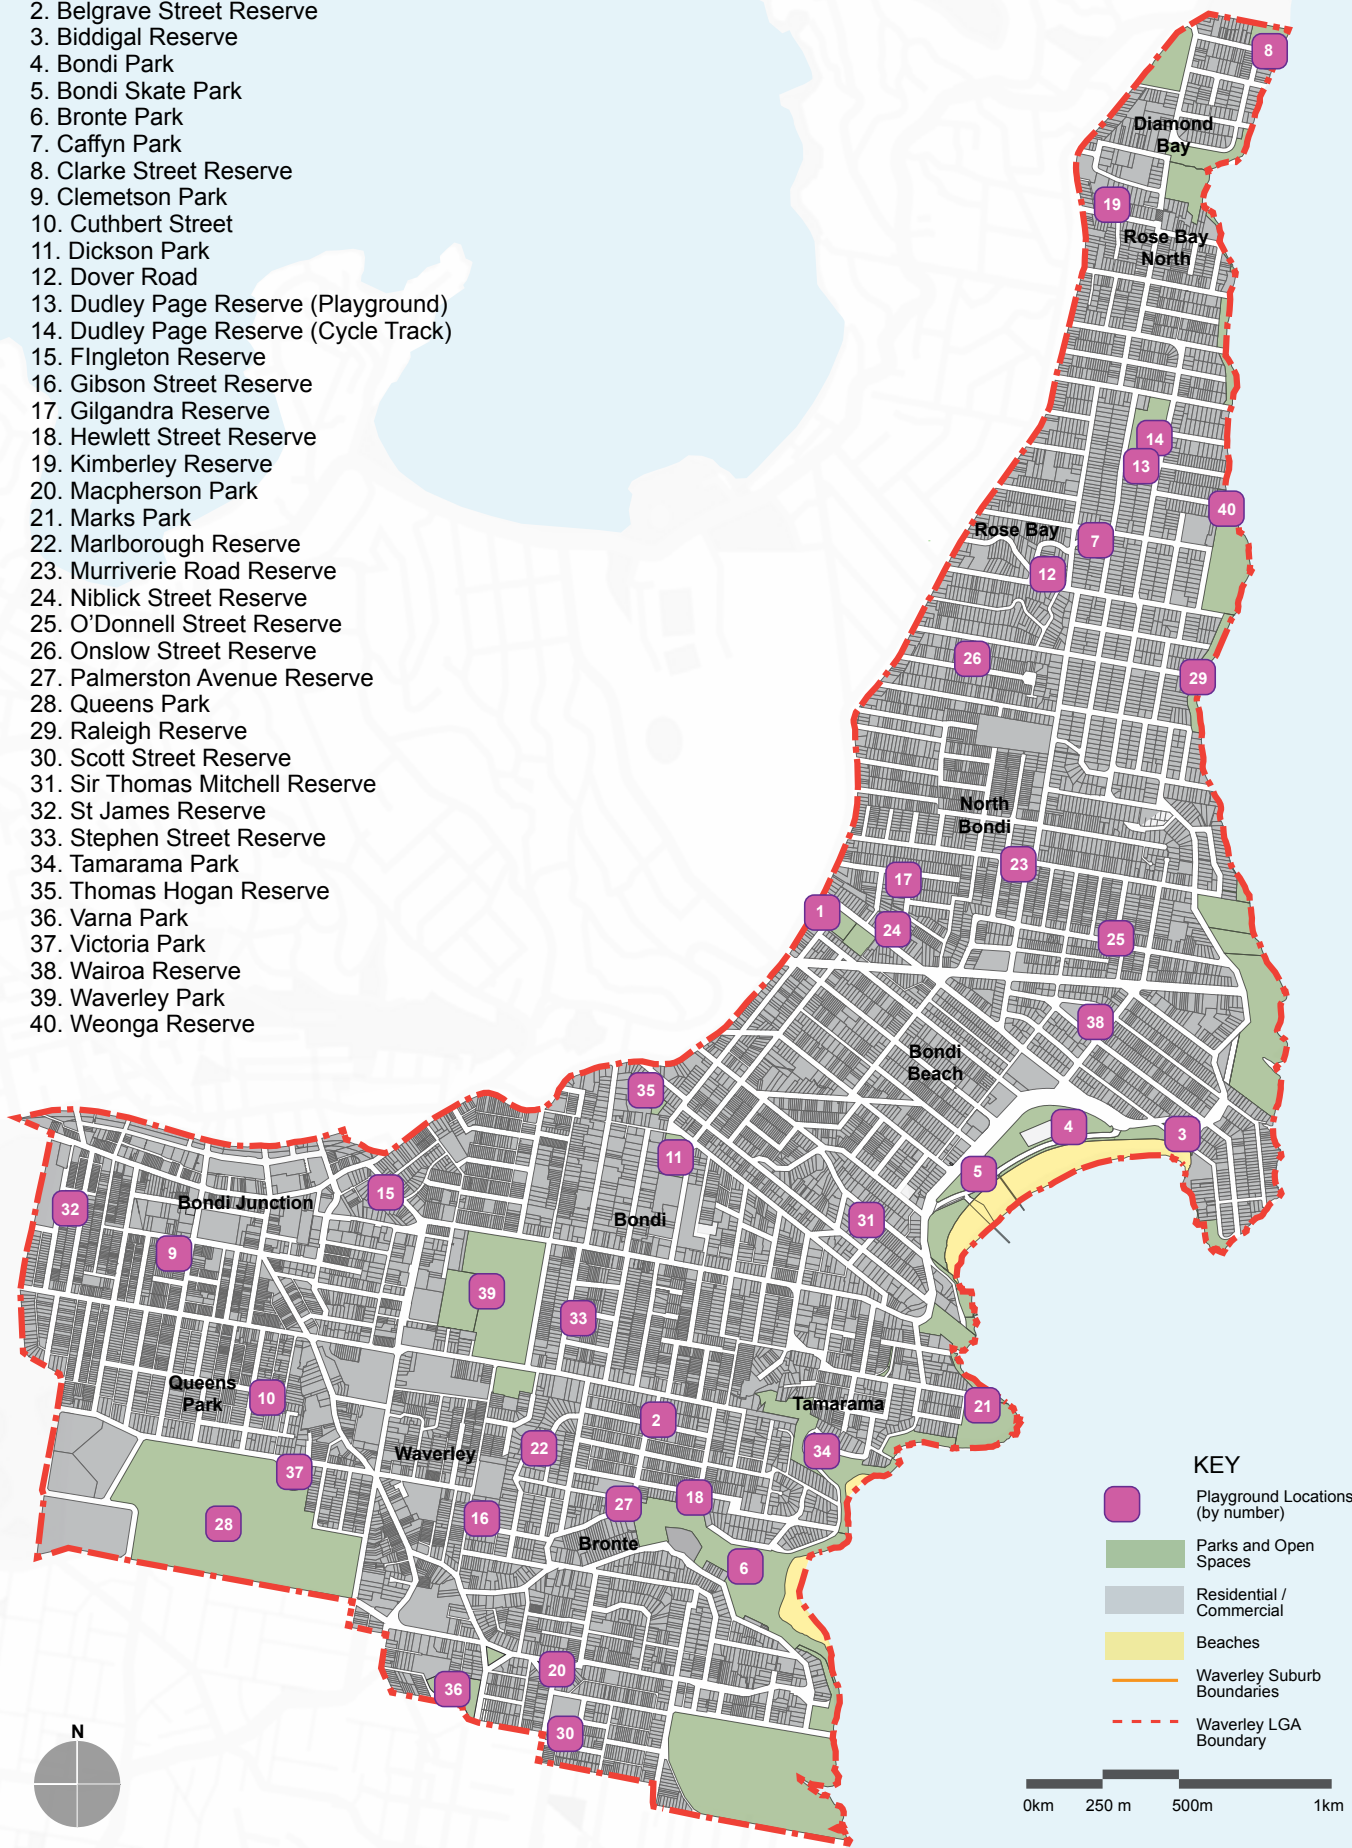 2. Belgrave Street Reserve
3. Biddigal Reserve
4. Bondi Park
5. Bondi Skate Park
6. Bronte Park
7. Caffyn Park
8. Clarke Street Reserve
9. Clemetson Park
10. Cuthbert Street
11. Dickson Park
12. Dover Road
13. Dudley Page Reserve (Playground)
14. Dudley Page Reserve (Cycle Track)
15. FIngleton Reserve
16. Gibson Street Reserve
17. Gilgandra Reserve
18. Hewlett Street Reserve
19. Kimberley Reserve
20. Macpherson Park
21. Marks Park
22. Marlborough Reserve
23. Murriverie Road Reserve
24. Niblick Street Reserve
25. O'Donnell Street Reserve
26. Onslow Street Reserve
27. Palmerston Avenue Reserve
28. Queens Park
29. Raleigh Reserve
30. Scott Street Reserve
31. Sir Thomas Mitchell Reserve
32. St James Reserve
33. Stephen Street Reserve
34. Tamarama Park
35. Thomas Hogan Reserve
36. Varna Park
37. Victoria Park
38. Wairoa Reserve
39. Waverley Park
40. Weonga Reserve
8
Diamond
Bay
19
Rose Bay
North
14
13
40
Rose Bay
7
12
26
29
North
Bondi
23
17
1
24
25
38
Bondi
Beach
35
4
3
11
5
15
Bondi Junction
32
Bondi
31
9
39
33
Queens
Park
10
Tamarama
21
2
22
34
Waverley
37
18
27
16
28
Bronte
6
20
36
30
N
KEY
Playground Locations
(by number)
Parks and Open
Spaces
Residential /
Commercial
Beaches
Waverley Suburb
Boundaries
Waverley LGA
Boundary
0km
250 m
500m
1km